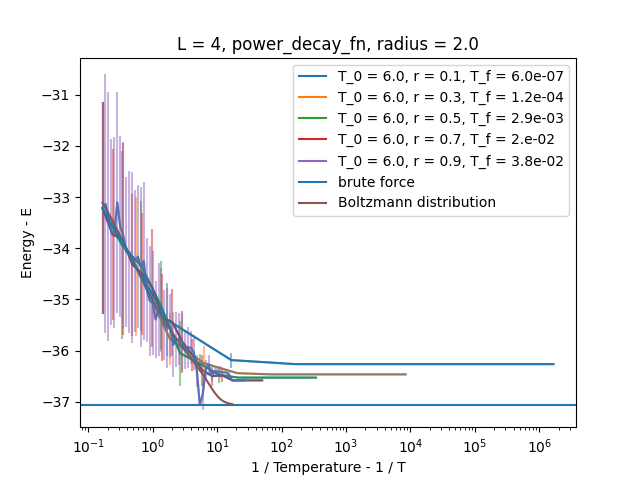 L = 4, power_decay_fn, radius = 2.0
T_0 = 6.0, r = 0.1, T_f = 6.0e-07
T_0 = 6.0, r = 0.3, T_f = 1.2e-04
T_0 = 6.0, r = 0.5, T_f = 2.9e-03
T_0 = 6.0, r = 0.7, T_f = 2.e-02
T_0 = 6.0, r = 0.9, T_f = 3.8e-02
brute force
Boltzmann distribution
Energy - E
−31
−32
−33
−34
−35
−36
−37
10⁻¹ 10⁰ 10¹ 10² 10³ 10⁴ 10⁵ 10⁶
1 / Temperature - 1 / T